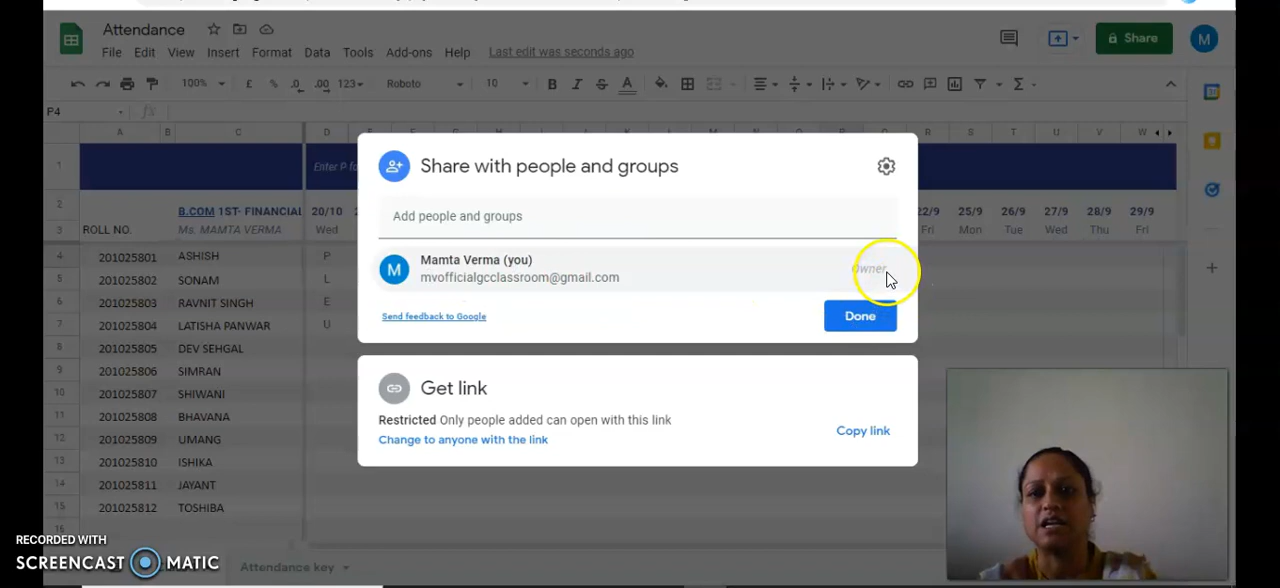 Attendance
File Edit View Insert Format Data Tools Add-ons Help Last edit was seconds ago
Share
M
100% £ % .0 .00 123 Roboto 10 B I S A Σ
P4 fx
A B C D R S T U V W
1 Enter P fo
2 B.COM 1ST- FINANCIAL 20/10 22/9 25/9 26/9 27/9 28/9 29/9
3 ROLL NO. Ms. MAMTA VERMA Wed Fri Mon Tue Wed Thu Fri
4 201025801 ASHISH P
5 201025802 SONAM L
6 201025803 RAVNIT SINGH E
7 201025804 LATISHA PANWAR U
8 201025805 DEV SEHGAL
9 201025806 SIMRAN
10 201025807 SHIWANI
11 201025808 BHAVANA
12 201025809 UMANG
13 201025810 ISHIKA
14 201025811 JAYANT
15 201025812 TOSHIBA
16
Attendance key
Share with people and groups
Add people and groups
M
Mamta Verma (you)
mvofficialgcclassroom@gmail.com
Owner
Send feedback to Google
Done
Get link
Restricted Only people added can open with this link
Change to anyone with the link
Copy link
RECORDED WITH
SCREENCAST MATIC